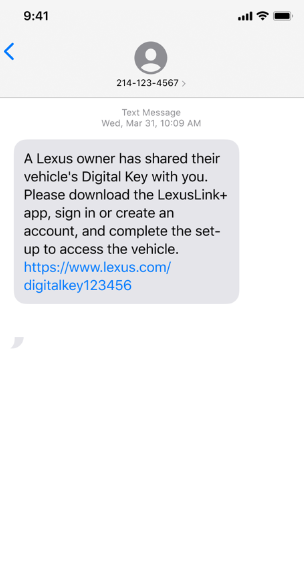 9:41
214-123-4567
Text Message
Wed, Mar 31, 10:09 AM
A Lexus owner has shared their
vehicle's Digital Key with you.
Please download the LexusLink+
app, sign in or create an
account, and complete the set-
up to access the vehicle.
https://www.lexus.com/
digitalkey123456